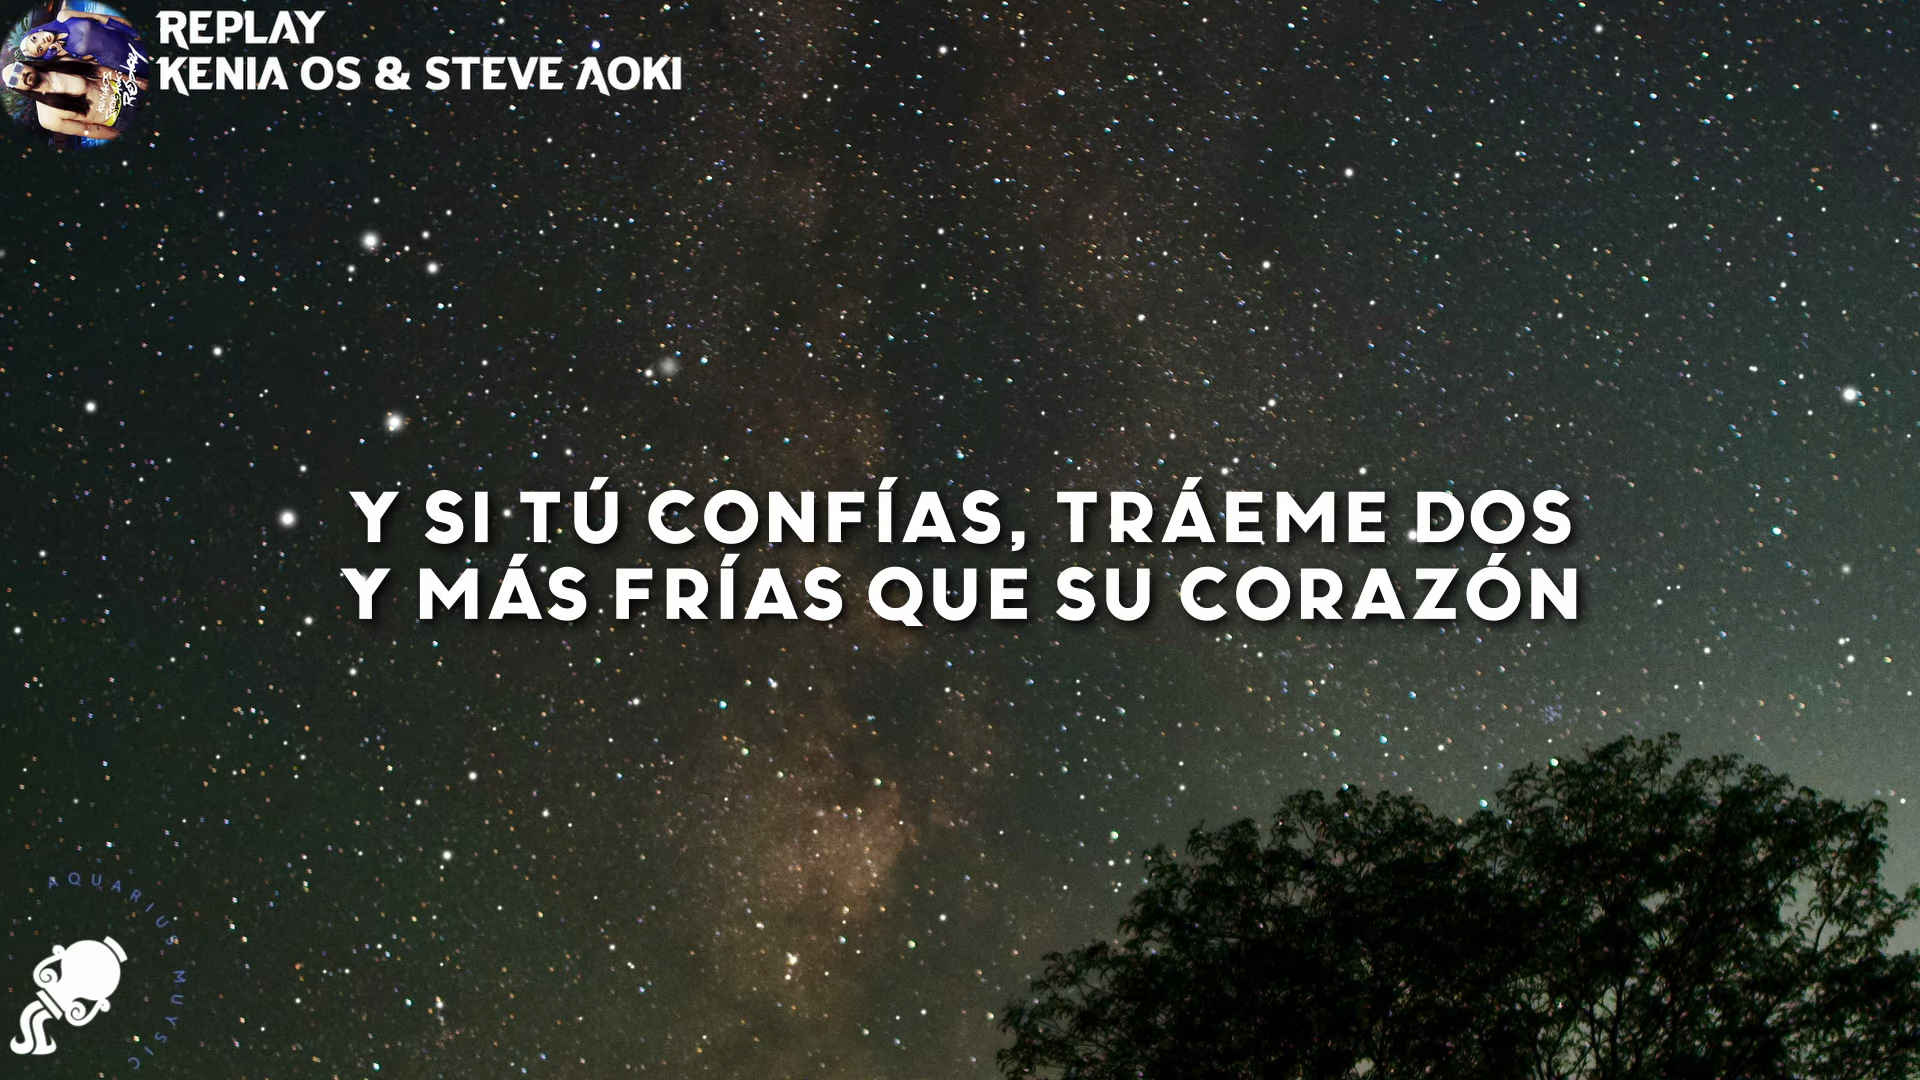 REPLAY
KENIA OS & STEVE AOKI
Y SI TÚ CONFÍAS, TRÁEME DOS
Y MÁS FRÍAS QUE SU CORAZÓN
AQUARIUS MUYSIC